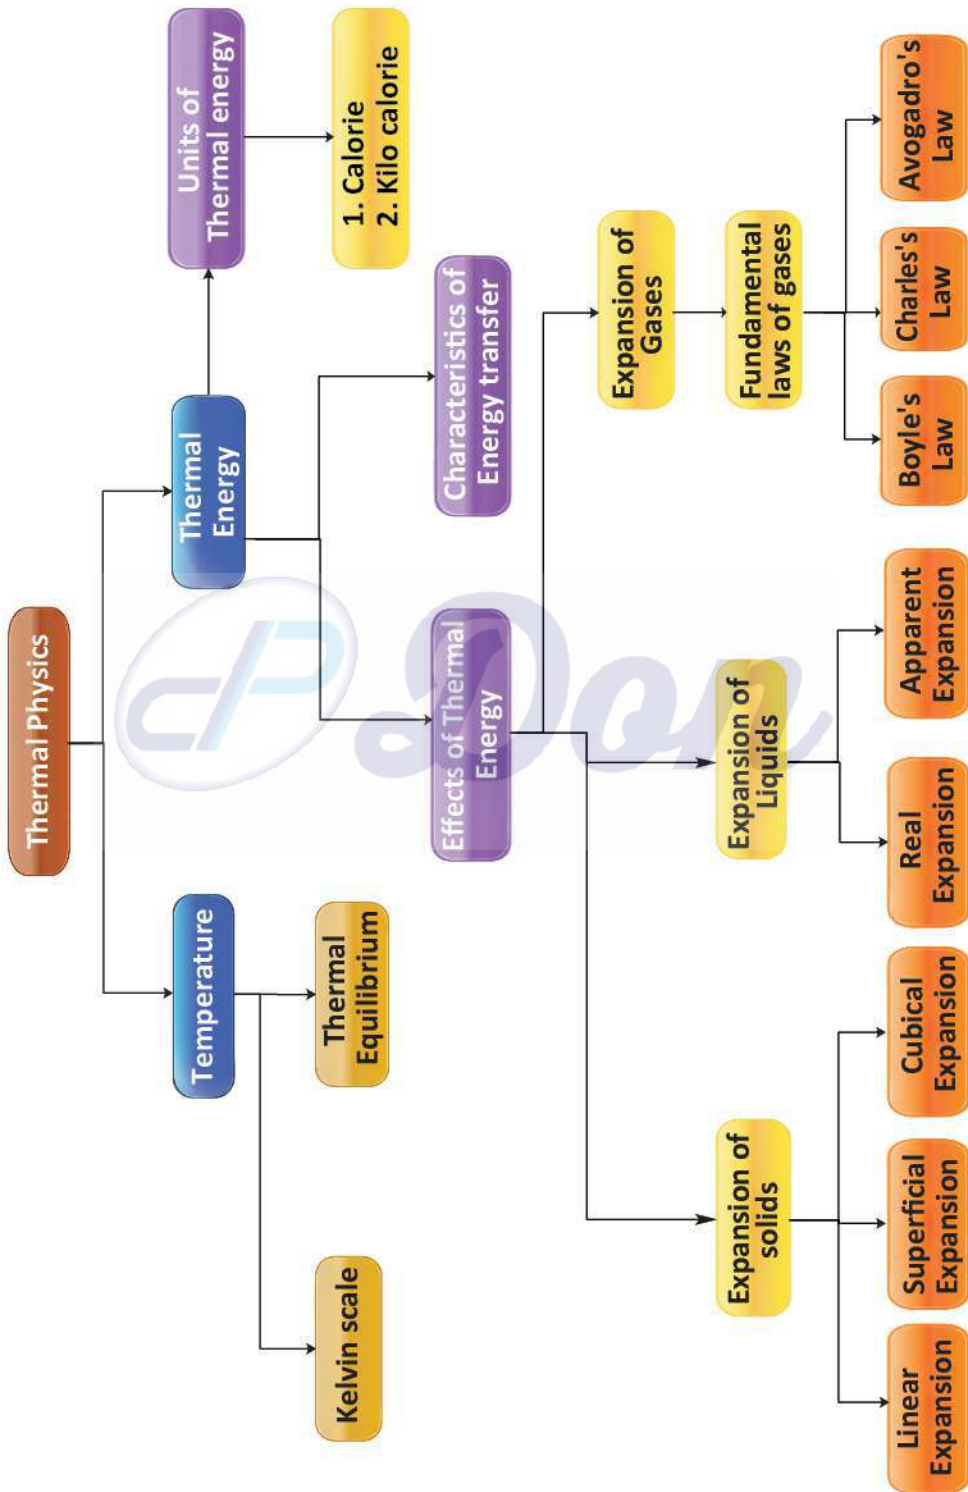 Thermal Physics
Temperature
Thermal
Energy
Units of
Thermal energy
Kelvin scale
Thermal
Equilibrium
1. Calorie
2. Kilo calorie
Effects of Thermal
Energy
Characteristics of
Energy transfer
Expansion of
solids
Expansion of
Liquids
Expansion of
Gases
Fundamental
laws of gases
Linear
Expansion
Superficial
Expansion
Cubical
Expansion
Real
Expansion
Apparent
Expansion
Boyle's
Law
Charles's
Law
Avogadro's
Law
Don